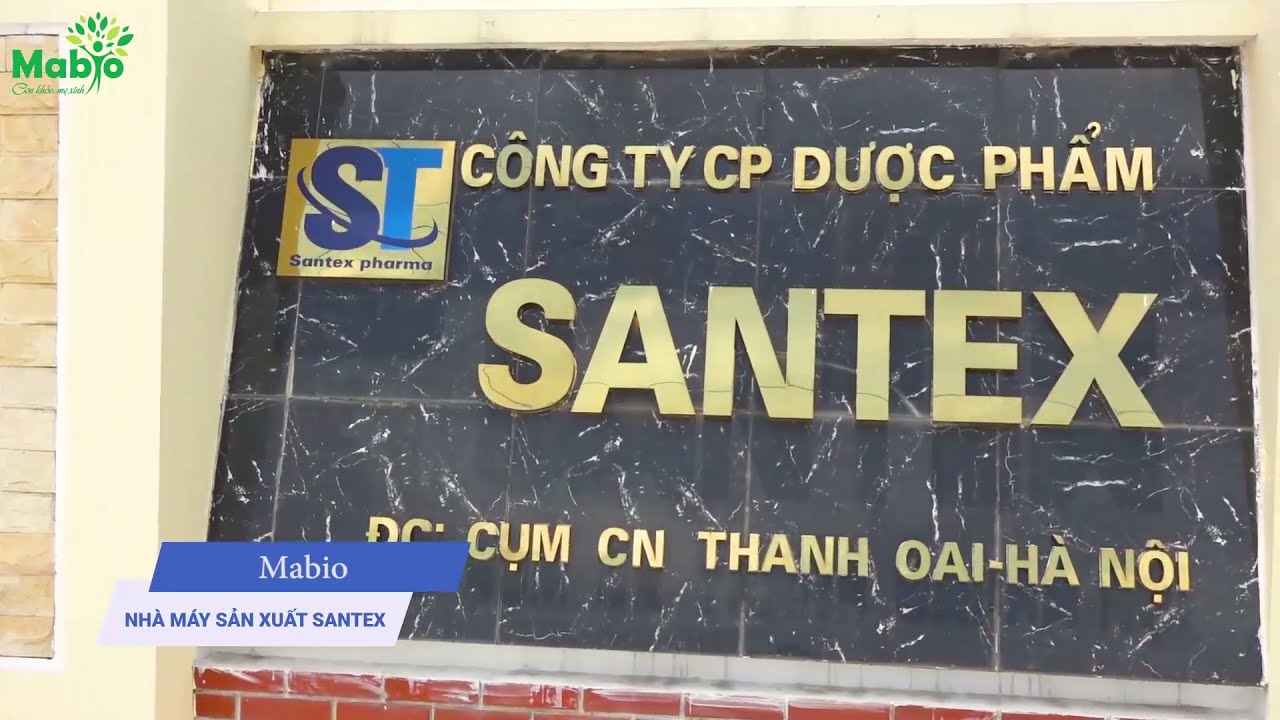 Mabio
Con khỏe, mẹ xinh
ST
Santex pharma
CÔNG TY CP DƯỢC PHẨM
SANTEX
ĐC: CỤM CN THANH OAI-HÀ NỘI
Mabio
NHÀ MÁY SẢN XUẤT SANTEX